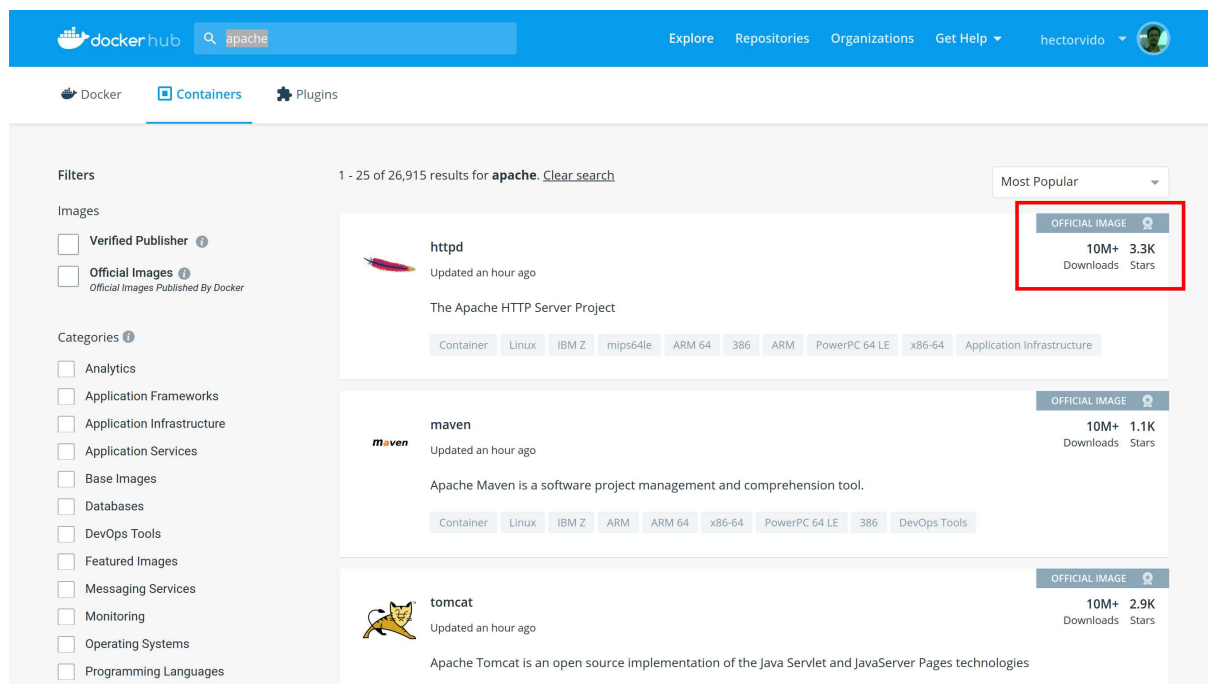 dockerhub apache Explore Repositories Organizations Get Help hectorvido
Docker Containers Plugins
Filters
Images
Verified Publisher
Official Images
Official Images Published By Docker
Categories
Analytics
Application Frameworks
Application Infrastructure
Application Services
Base Images
Databases
DevOps Tools
Featured Images
Messaging Services
Monitoring
Operating Systems
Programming Languages
1 - 25 of 26,915 results for apache. Clear search
Most Popular
OFFICIAL IMAGE
httpd
10M+ 3.3K
Downloads Stars
Updated an hour ago
The Apache HTTP Server Project
Container Linux IBM Z mips64le ARM 64 386 ARM PowerPC 64 LE x86-64 Application Infrastructure
OFFICIAL IMAGE
maven
maven
10M+ 1.1K
Downloads Stars
Updated an hour ago
Apache Maven is a software project management and comprehension tool.
Container Linux IBM Z ARM ARM 64 x86-64 PowerPC 64 LE 386 DevOps Tools
OFFICIAL IMAGE
tomcat
10M+ 2.9K
Downloads Stars
Updated an hour ago
Apache Tomcat is an open source implementation of the Java Servlet and JavaServer Pages technologies